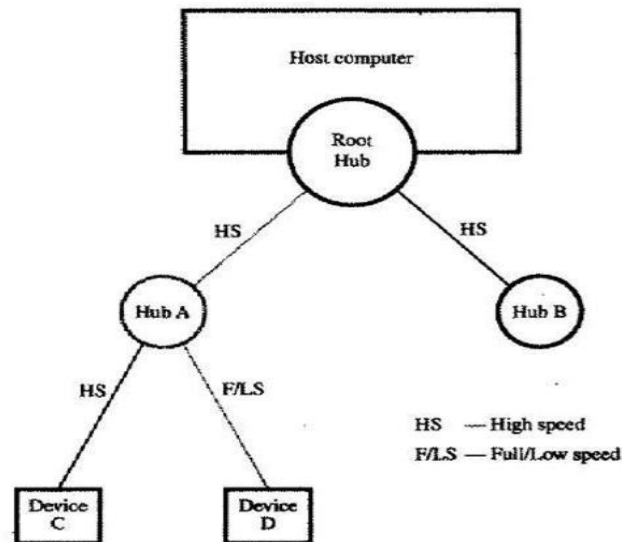 Host computer
Root
Hub
HS
HS
Hub A
Hub B
HS
F/LS
HS — High speed
F/LS — Full/Low speed
Device
C
Device
D